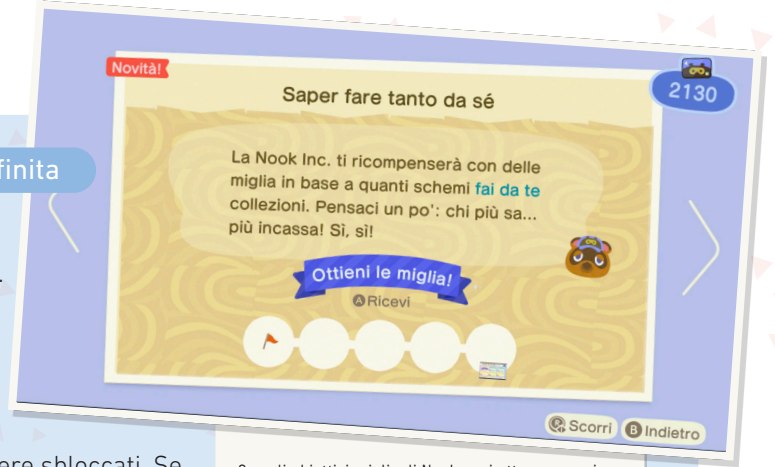 Novità!
2130
Saper fare tanto da sé
finita
La Nook Inc. ti ricompenserà con delle
miglia in base a quanti schemi fai da te
collezioni. Pensaci un po': chi più sa...
più incassa! Sì, sì!
Ottieni le miglia!
A Ricevi
R Scorri B Indietro
ere sbloccati. Se